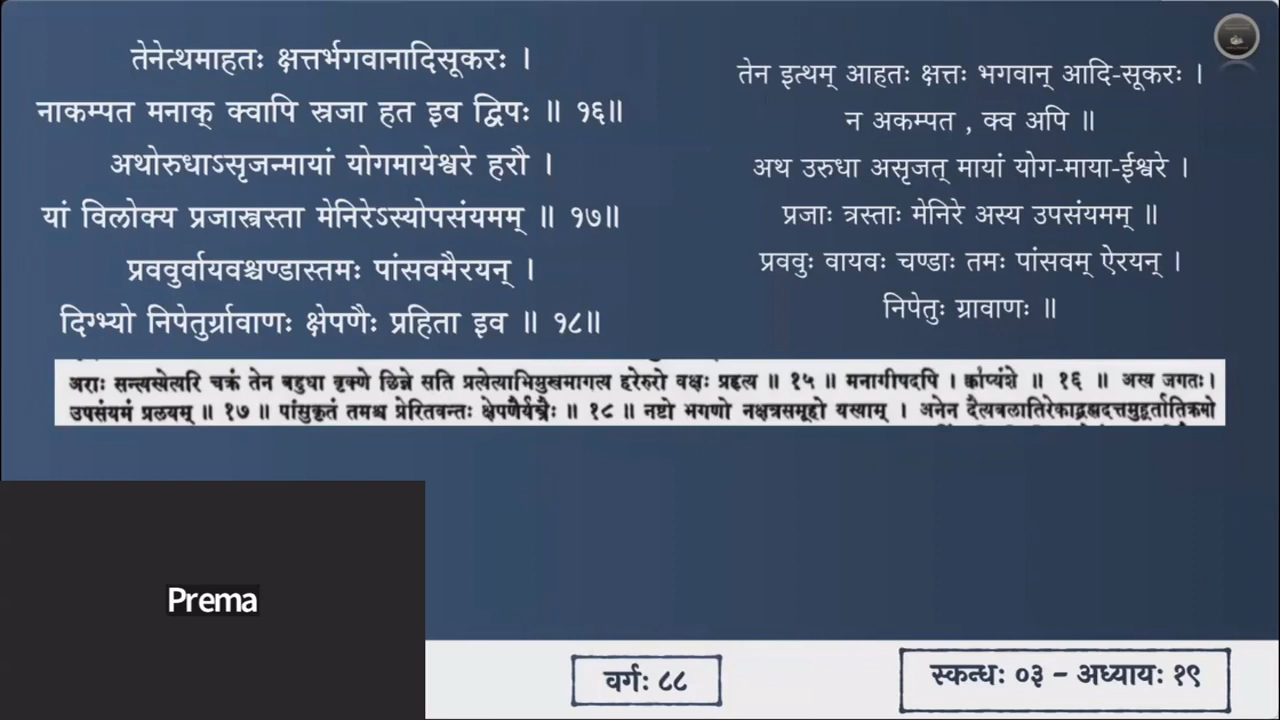 तेनेत्थमाहतः क्षत्तर्भगवानादिसूकरः ।
नाकम्पत मनाक् क्वापि स्रजा हत इव द्विपः ॥ १६॥
अथोरुधाऽसृजन्मायां योगमायेश्वरे हरौ ।
यां विलोक्य प्रजास्त्रस्ता मेनिरेऽस्योपसंयमम् ॥ १७॥
प्रववुर्वायवश्चण्डास्तमः पांसवमैरयन् ।
दिग्भ्यो निपेतुर्ग्रावाणः क्षेपणैः प्रहिता इव ॥ १८॥
तेन इत्थम् आहतः क्षत्तः भगवान् आदि-सूकरः ।
न अकम्पत , क्व अपि ॥
अथ उरुधा असृजत् मायां योग-माया-ईश्वरे ।
प्रजाः त्रस्ताः मेनिरे अस्य उपसंयमम् ॥
प्रववुः वायवः चण्डाः तमः पांसवम् ऐरयन् ।
निपेतुः ग्रावाणः ॥
अराः सन्त्यस्येत्यरि चक्रं तेन बहुधा वृक्णे छिन्ने सति प्रत्येत्याभिमुखमागत्य हरेरुरो वक्षः प्रहृत्य ॥ १५ ॥ मनागीषदपि । क्वाप्यंशे ॥ १६ ॥ अस्य जगतः ।
उपसंयमं प्रलयम् ॥ १७ ॥ पांसुकृतं तमश्च प्रेरितवन्तः क्षेपणैर्यन्त्रैः ॥ १८ ॥ नष्टो भगणो नक्षत्रसमूहो यस्याम् । अनेन दैत्यबलातिरेकाद्ब्रह्मदत्तमुहूर्तातिक्रमो
Prema
वर्गः ८८
स्कन्धः ०३ - अध्यायः १९